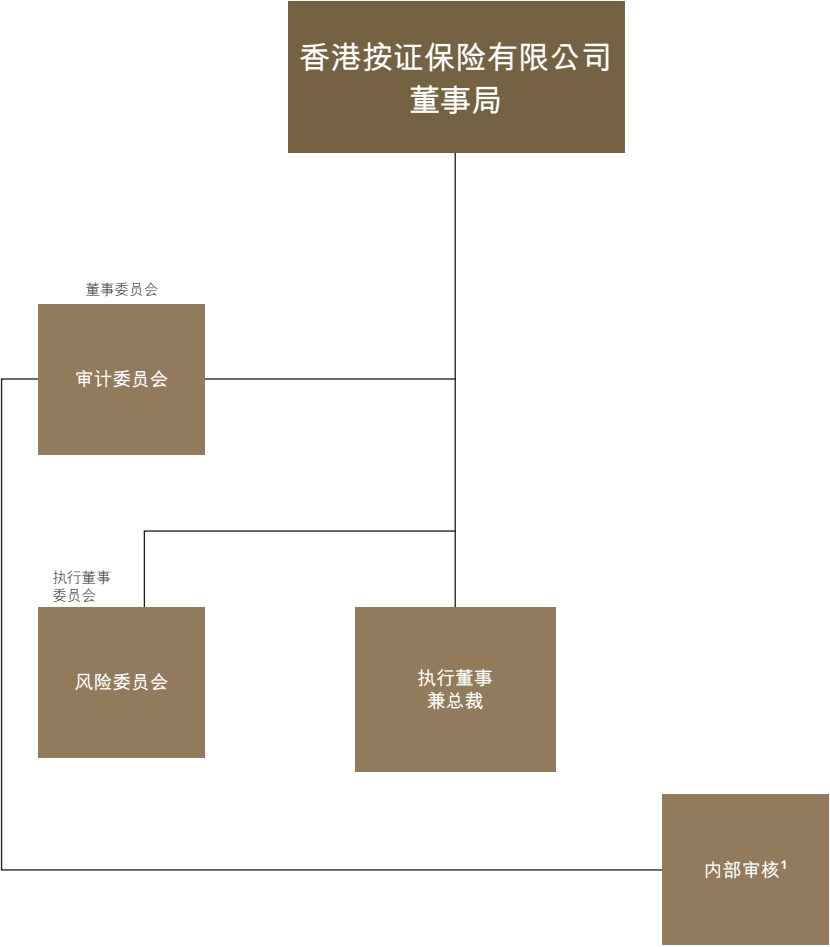 香港按证保险有限公司
董事局
董事委员会
审计委员会
执行董事
委员会
风险委员会
执行董事
兼总裁
内部审核¹